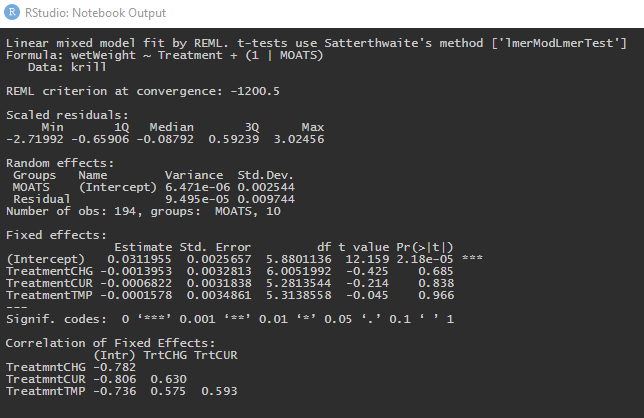 R RStudio: Notebook Output
Linear mixed model fit by REML. t-tests use Satterthwaite's method ['lmerModLmerTest']
Formula: wetWeight ~ Treatment + (1 | MOATS)
   Data: krill
REML criterion at convergence: -1200.5
Scaled residuals:
     Min       1Q   Median       3Q      Max
-2.71992 -0.65906 -0.08792  0.59239  3.02456
Random effects:
 Groups   Name        Variance  Std.Dev.
 MOATS    (Intercept) 6.471e-06 0.002544
 Residual             9.495e-05 0.009744
Number of obs: 194, groups:  MOATS, 10
Fixed effects:
               Estimate Std. Error         df t value Pr(>|t|)
(Intercept)   0.0311955  0.0025657  5.8801136  12.159 2.18e-05 ***
TreatmentCHG -0.0013953  0.0032813  6.0051992  -0.425    0.685
TreatmentCUR -0.0006822  0.0031838  5.2813544  -0.214    0.838
TreatmentTMP -0.0001578  0.0034861  5.3138558  -0.045    0.966
---
Signif. codes:  0 ‘***’ 0.001 ‘**’ 0.01 ‘*’ 0.05 ‘.’ 0.1 ‘ ’ 1
Correlation of Fixed Effects:
            (Intr) TrtCHG TrtCUR
TreatmntCHG -0.782
TreatmntCUR -0.806  0.630
TreatmntTMP -0.736  0.575  0.593